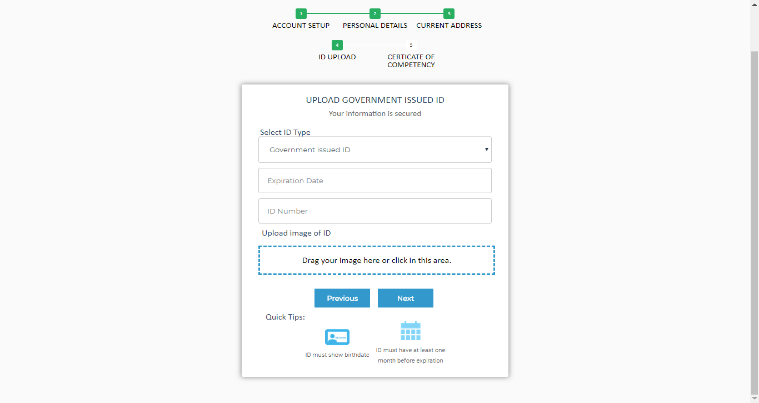 1 2 3
ACCOUNT SETUP PERSONAL DETAILS CURRENT ADDRESS
4 5
ID UPLOAD CERTICATE OF
COMPETENCY
UPLOAD GOVERNMENT ISSUED ID
Your information is secured
Select ID Type
Government issued ID
Expiration Date
ID Number
Upload image of ID
Drag your image here or click in this area.
Previous Next
Quick Tips:
ID must show birthdate
ID must have at least one
month before expiration